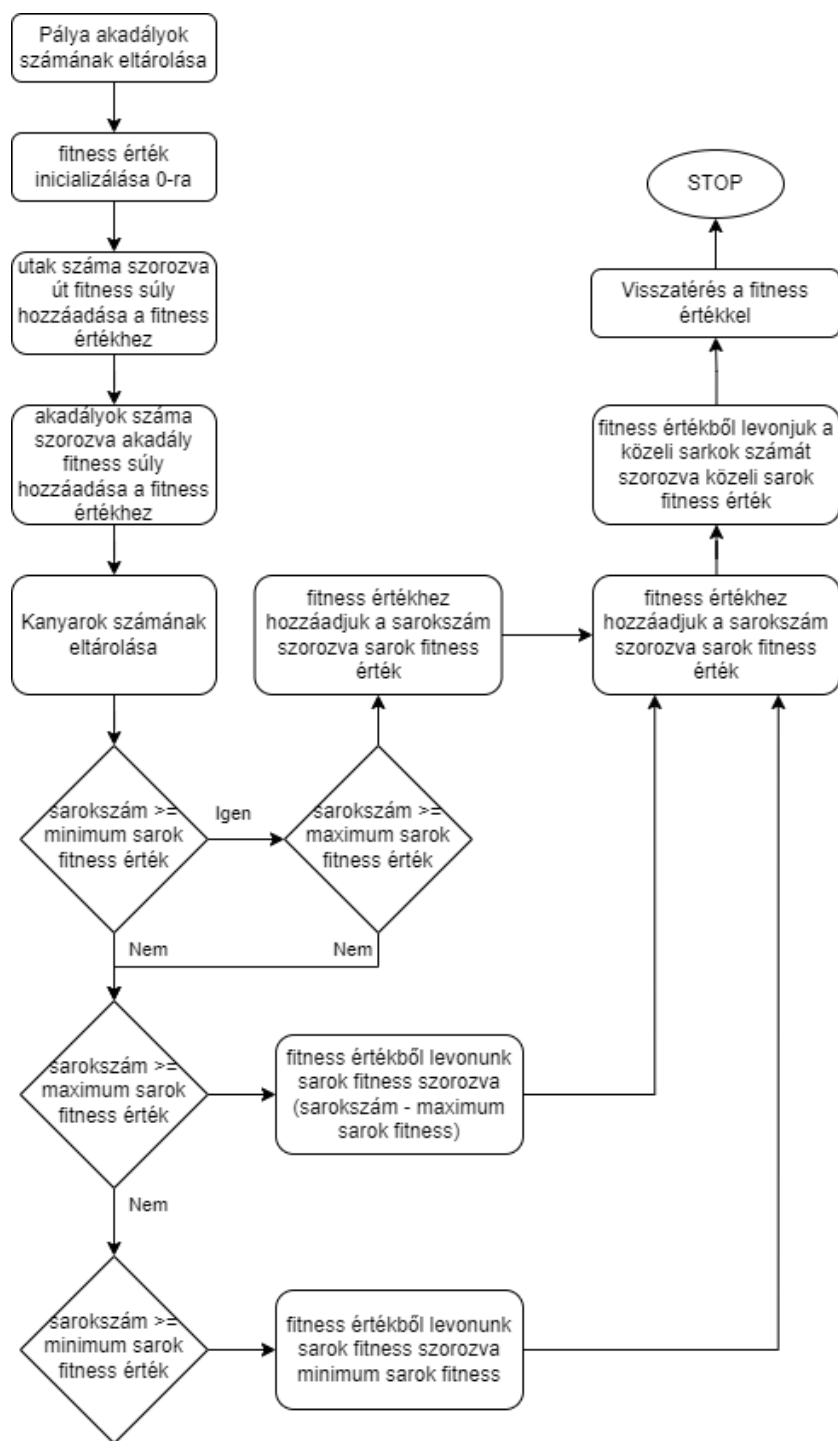 Pálya akadályok
számának eltárolása
fitness érték
inicializálása 0-ra
utak száma szorozva
út fitness súly
hozzáadása a fitness
értékhez
akadályok száma
szorozva akadály
fitness súly
hozzáadása a fitness
értékhez
Kanyarok számának
eltárolása
sarokszám >=
minimum sarok
fitness érték
Igen
Nem
sarokszám >=
maximum sarok
fitness érték
Nem
fitness értékhez
hozzáadjuk a sarokszám
szorozva sarok fitness
érték
sarokszám >=
maximum sarok
fitness érték
Nem
fitness értékből levonunk
sarok fitness szorozva
(sarokszám - maximum
sarok fitness)
sarokszám >=
minimum sarok
fitness érték
fitness értékből levonunk
sarok fitness szorozva
minimum sarok fitness
fitness értékhez
hozzáadjuk a sarokszám
szorozva sarok fitness
érték
fitness értékből levonjuk a
közeli sarkok számát
szorozva közeli sarok
fitness érték
Visszatérés a fitness
értékkel
STOP